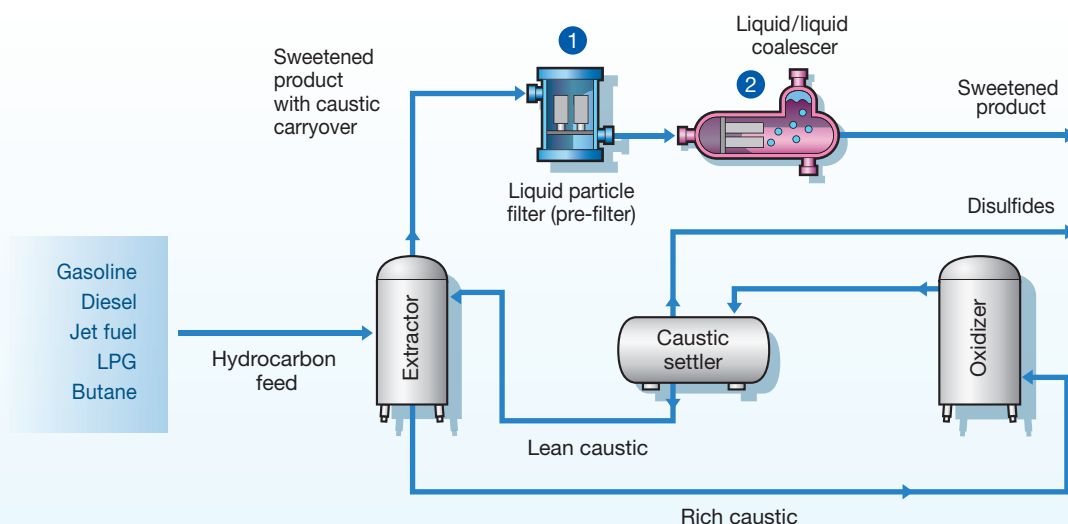 1
Liquid/liquid
coalescer
2
Sweetened
product
with caustic
carryover
Sweetened
product
Liquid particle
filter (pre-filter)
Disulfides
Gasoline
Diesel
Jet fuel
LPG
Butane
Hydrocarbon
feed
Extractor
Caustic
settler
Oxidizer
Lean caustic
Rich caustic